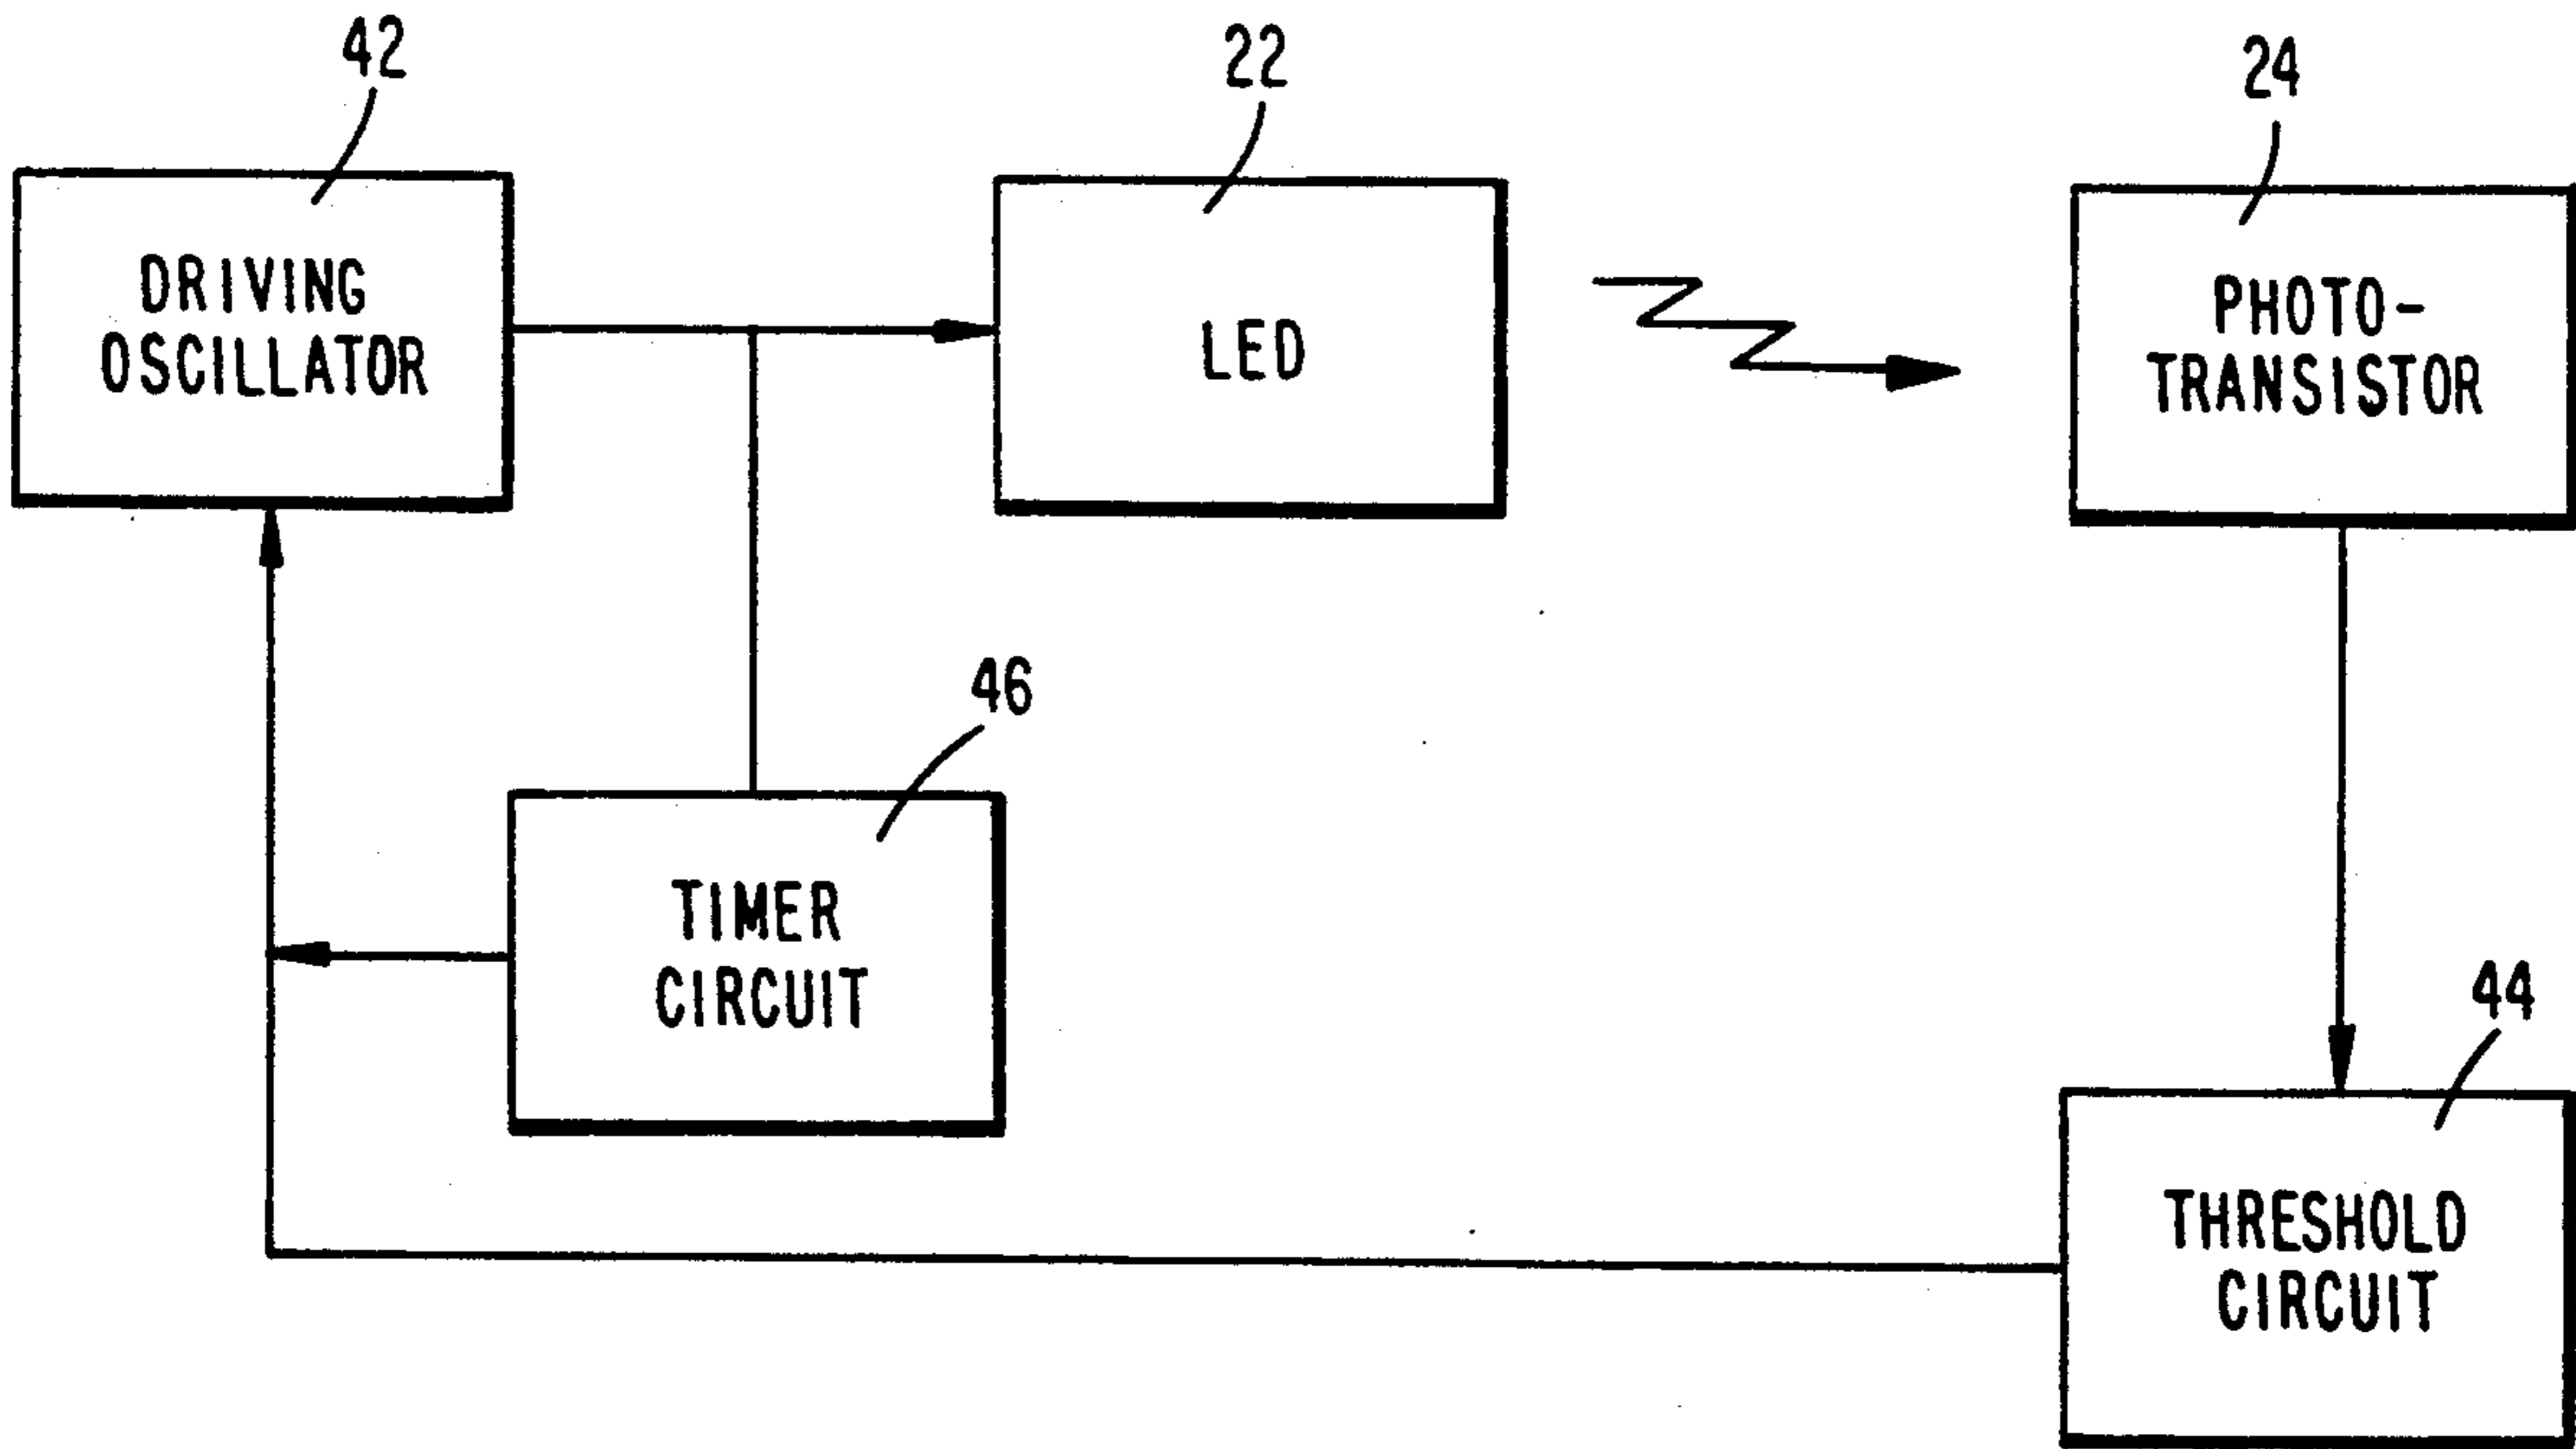 42
22
24
DRIVING
OSCILLATOR
LED
PHOTO-
TRANSISTOR
46
TIMER
CIRCUIT
44
THRESHOLD
CIRCUIT